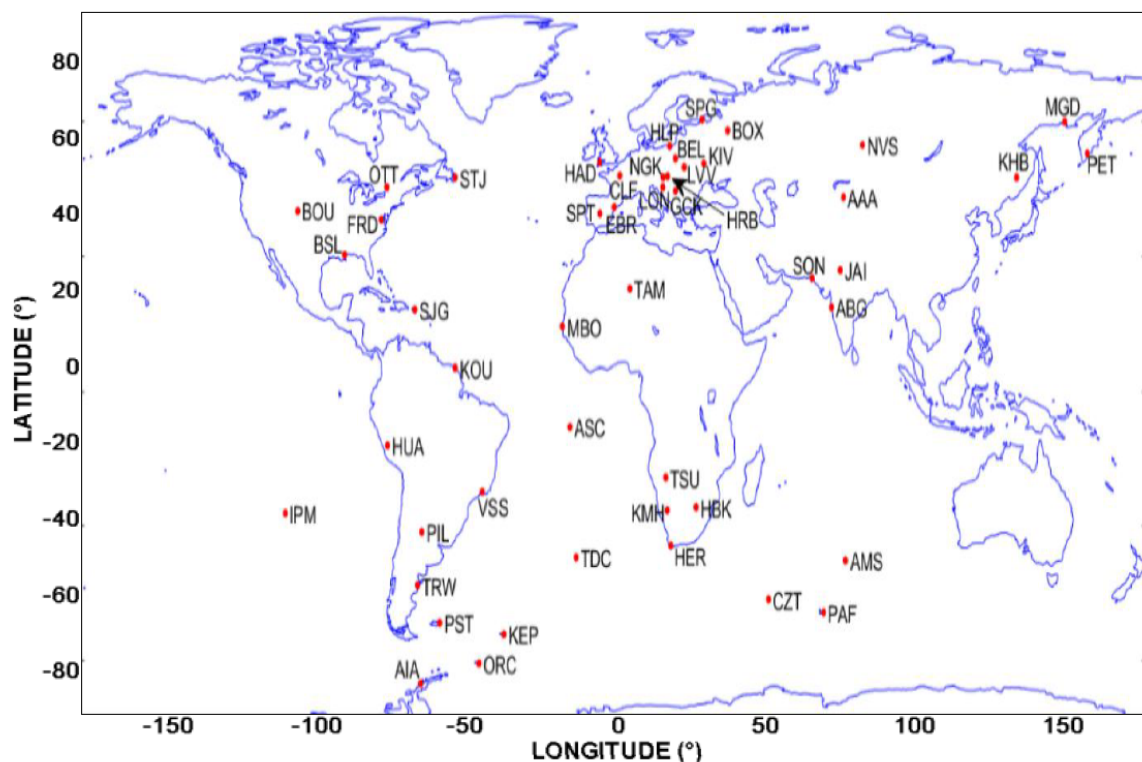 80
60
40
20
0
-20
-40
-60
-80
LATITUDE (°)
SPG
BOX
MGD
HLP
BEL
KIV
NVS
PET
HAD
NGK
LVV
KHB
OTT
STJ
CLF
LON
GCK
AAA
BOU
FRD
SPT
EBR
HRB
BSL
SON
JAI
TAM
SJG
MBO
ABG
KOU
ASC
HUA
TSU
IPM
VSS
KMH
HBK
PIL
TDC
HER
AMS
TRW
CZT
PAF
PST
KEP
AIA
ORC
-150
-100
-50
0
50
100
150
LONGITUDE (°)